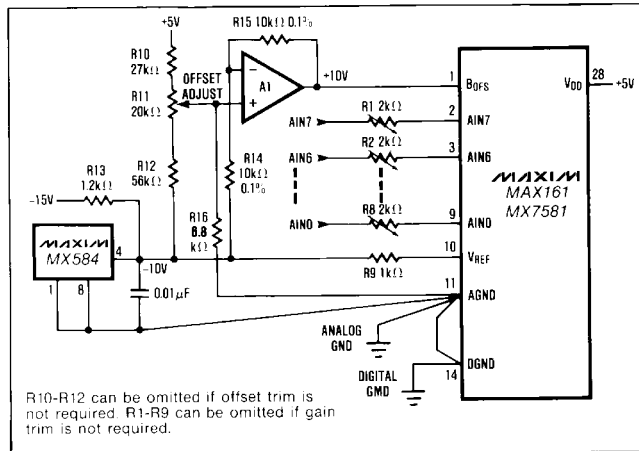 R15 10kΩ 0.1%
+5V
R10
27kΩ
OFFSET
ADJUST
R11
20kΩ
A1
+10V
1
BOFS
VDD
28
+5V
AIN7
R1 2kΩ
2
AIN7
AIN6
R2 2kΩ
3
AIN6
R12
56kΩ
R14
10kΩ
0.1%
R13
1.2kΩ
-15V
R16
6.8
kΩ
MAXIM
MAX161
MX7581
AIN0
R8 2kΩ
9
AIN0
MAXIM
MX584
4
-10V
R9 1kΩ
10
VREF
1
8
0.01µF
11
AGND
ANALOG
GND
DIGITAL
GMD
14
DGND
R10-R12 can be omitted if offset trim is
not required. R1-R9 can be omitted if gain
trim is not required.